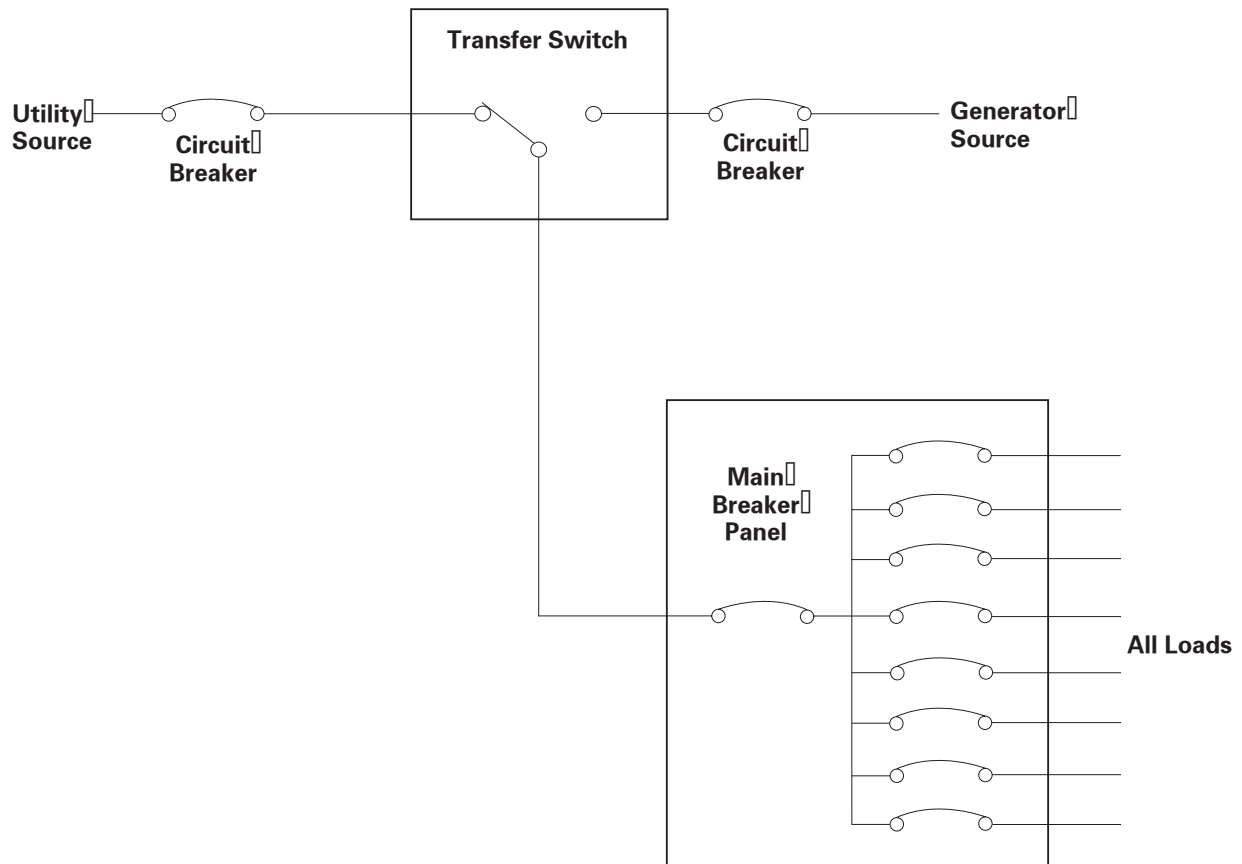 Transfer Switch
Utility
Source
Circuit
Breaker
Circuit
Breaker
Generator
Source
Main
Breaker
Panel
All Loads